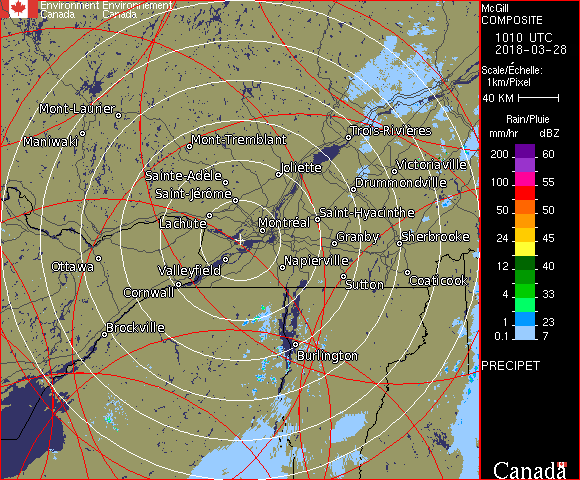 Environment Environnement
Canada Canada
McGill
COMPOSITE
1010 UTC
2018-03-28
Scale/Échelle:
1km/Pixel
40 KM
Rain/Pluie
mm/hr dBZ
200 60
100 55
50 50
24 45
12 40
4 33
1 23
0.1 7
PRECIPET
Canada
Mont-Laurier
Maniwaki
Mont-Tremblant
Trois-Rivières
Sainte-Adèle
Joliette
Victoriaville
Saint-Jérôme
Drummondville
Lachute
Montréal
Saint-Hyacinthe
Granby
Sherbrooke
Ottawa
Valleyfield
Napierville
Cornwall
Sutton
Coaticook
Brockville
Burlington